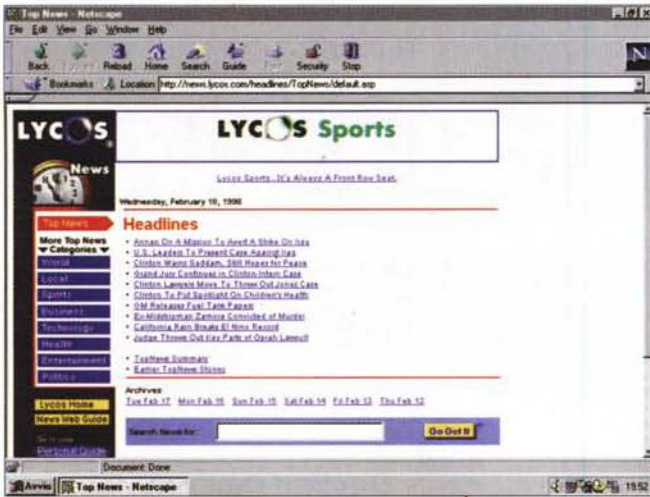 Top News - Netscape
File Edit View Go Window Help
Back Reload Home Search Guide Print Security Stop
N
Bookmarks Location: http://news.lycos.com/headlines/TopNews/default.asp
LYCOS
LYCOS Sports
News
Lycos Sports. It's Always A Front Row Seat.
Wednesday, February 18, 1998
Top News
Headlines
More Top News
Categories
World
Local
Sports
Business
Technology
Health
Entertainment
Politics
Annan On A Mission To Avert A Strike On Iraq
U.S. Leaders To Present Case Against Iraq
Clinton Warns Saddam, Still Hopes for Peace
Grand Jury Continues in Clinton-Intern Case
Clinton Lawyers Move To Throw Out Jones Case
Clinton To Put Spotlight On Children's Health
GM Releases Fuel Tank Papers
Ex-Midshipman Zamora Convicted of Murder
California Rain Breaks El Nino Record
Judge Throws Out Key Parts of Oprah Lawsuit
TopNews Summary
Earlier TopNews Stories
Archives
Tue Feb 17 Mon Feb 16 Sun Feb 15 Sat Feb 14 Fri Feb 13 Thu Feb 12
Lycos Home
News Web Guide
Personal Guide
Search News for:
Go Get It
Document: Done
Avvio Top News - Netscape 19.52